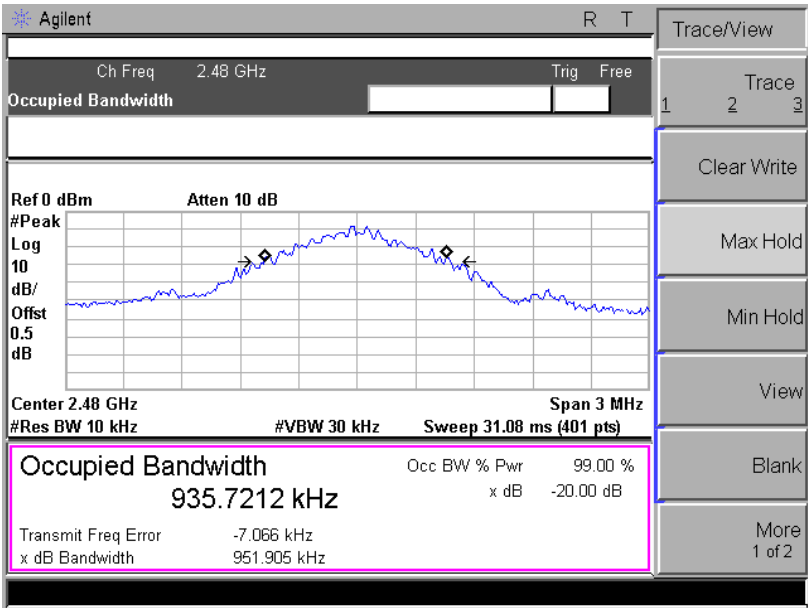 Agilent R T
Ch Freq 2.48 GHz Trig Free
Occupied Bandwidth
Ref 0 dBm Atten 10 dB
#Peak
Log
10
dB/
Offst
0.5
dB
Center 2.48 GHz Span 3 MHz
#Res BW 10 kHz #VBW 30 kHz Sweep 31.08 ms (401 pts)
Occupied Bandwidth Occ BW % Pwr 99.00 %
935.7212 kHz x dB -20.00 dB
Transmit Freq Error -7.066 kHz
x dB Bandwidth 951.905 kHz
Trace/View
Trace
1 2 3
Clear Write
Max Hold
Min Hold
View
Blank
More
1 of 2